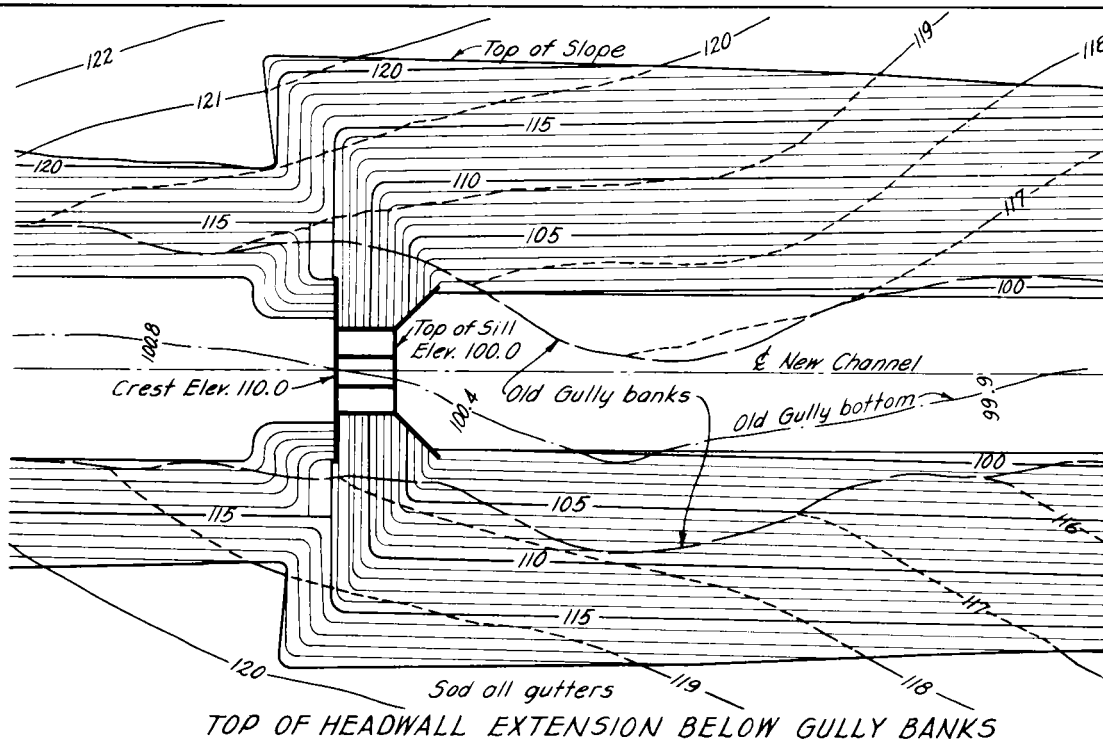 122
121
120
Top of Slope
120
119
118
120
115
110
117
115
105
100
100.8
Top of Sill
Elev. 100.0
Crest Elev. 110.0
℄ New Channel
Old Gully banks
Old Gully bottom
99.9
100.4
100
116
115
105
110
117
115
120
Sod all gutters
119
118
TOP OF HEADWALL EXTENSION BELOW GULLY BANKS